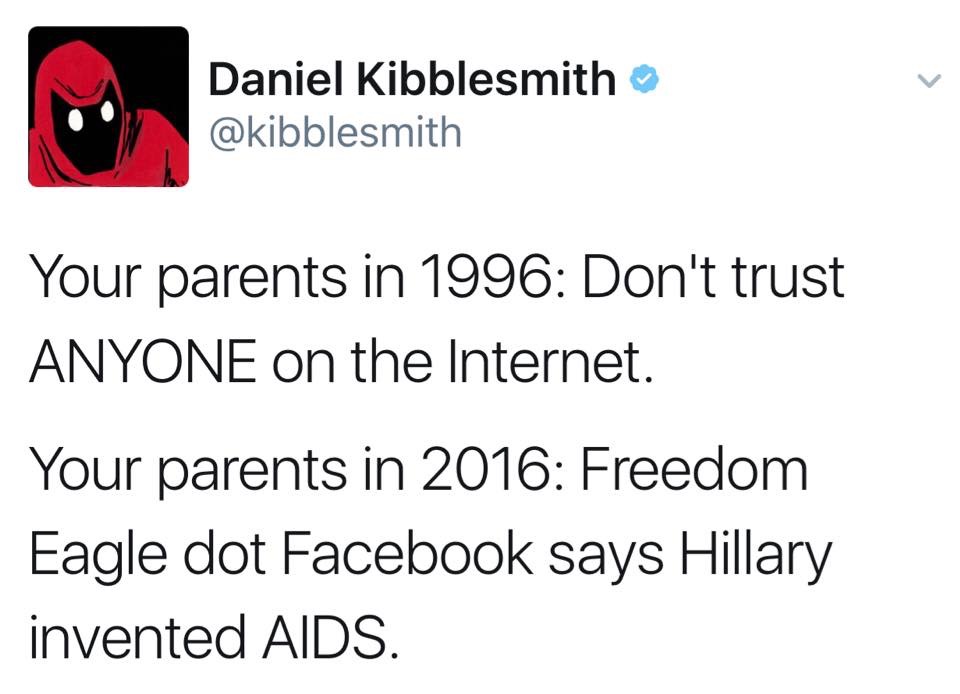 Daniel Kibblesmith
@kibblesmith
Your parents in 1996: Don't trust
ANYONE on the Internet.
Your parents in 2016: Freedom
Eagle dot Facebook says Hillary
invented AIDS.